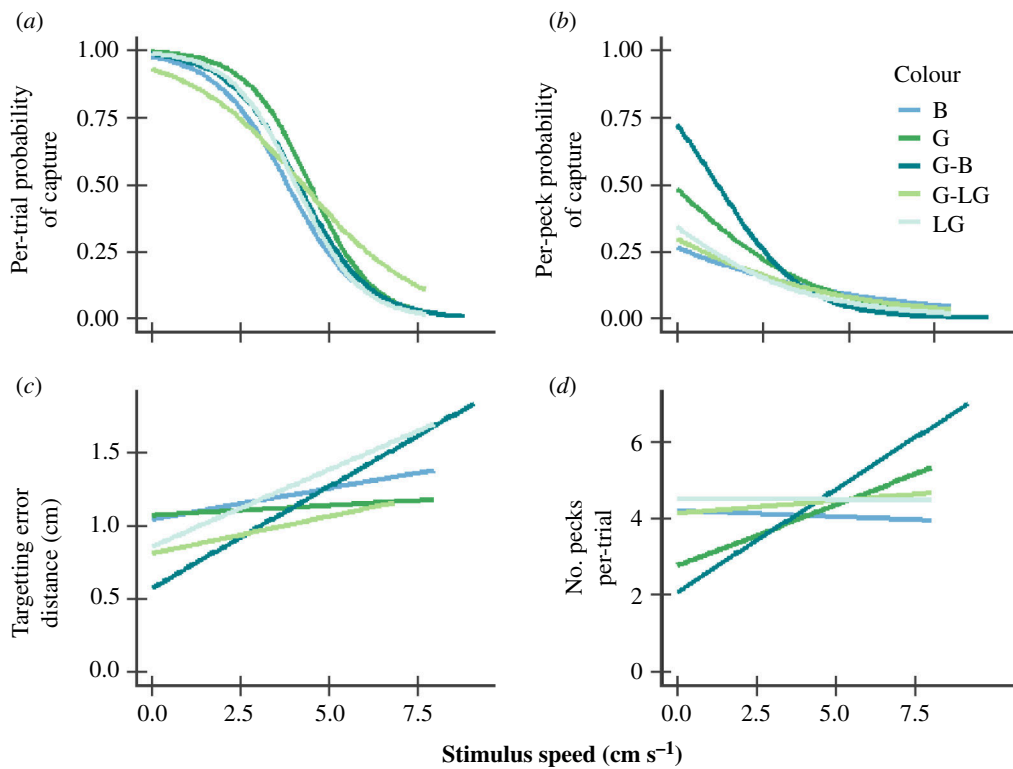 (a)
Per-trial probability
of capture
1.00
0.75
0.50
0.25
0.00
(b)
Per-peck probability
of capture
1.00
0.75
0.50
0.25
0.00
Colour
B
G
G-B
G-LG
LG
(c)
Targetting error
distance (cm)
1.5
1.0
0.5
0.0
0.0 2.5 5.0 7.5
(d)
No. pecks
per-trial
6
4
2
0
0.0 2.5 5.0 7.5
Stimulus speed (cm s⁻¹)